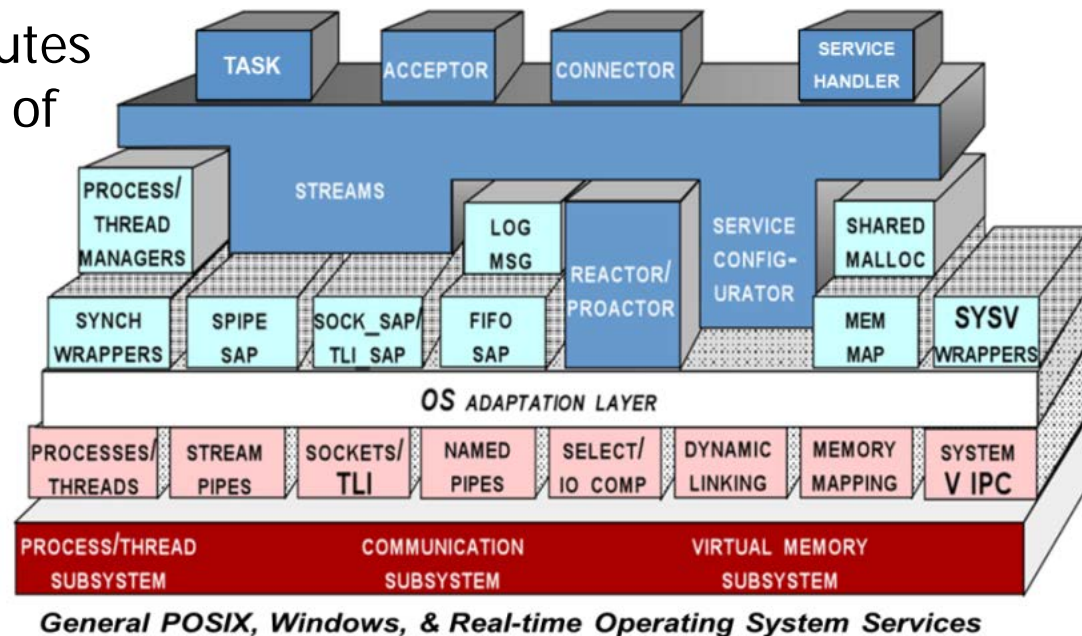 of
TASK
ACCEPTOR
CONNECTOR
SERVICE
HANDLER
PROCESS/
THREAD
MANAGERS
STREAMS
LOG
MSG
REACTOR/
PROACTOR
SERVICE
CONFIG-
URATOR
SHARED
MALLOC
SYNCH
WRAPPERS
SPIPE
SAP
SOCK_SAP/
TLI_SAP
FIFO
SAP
MEM
MAP
SYSV
WRAPPERS
OS ADAPTATION LAYER
PROCESSES/
THREADS
STREAM
PIPES
SOCKETS/
TLI
NAMED
PIPES
SELECT/
IO COMP
DYNAMIC
LINKING
MEMORY
MAPPING
SYSTEM
V IPC
PROCESS/THREAD
SUBSYSTEM
COMMUNICATION
SUBSYSTEM
VIRTUAL MEMORY
SUBSYSTEM
General POSIX, Windows, & Real-time Operating System Services